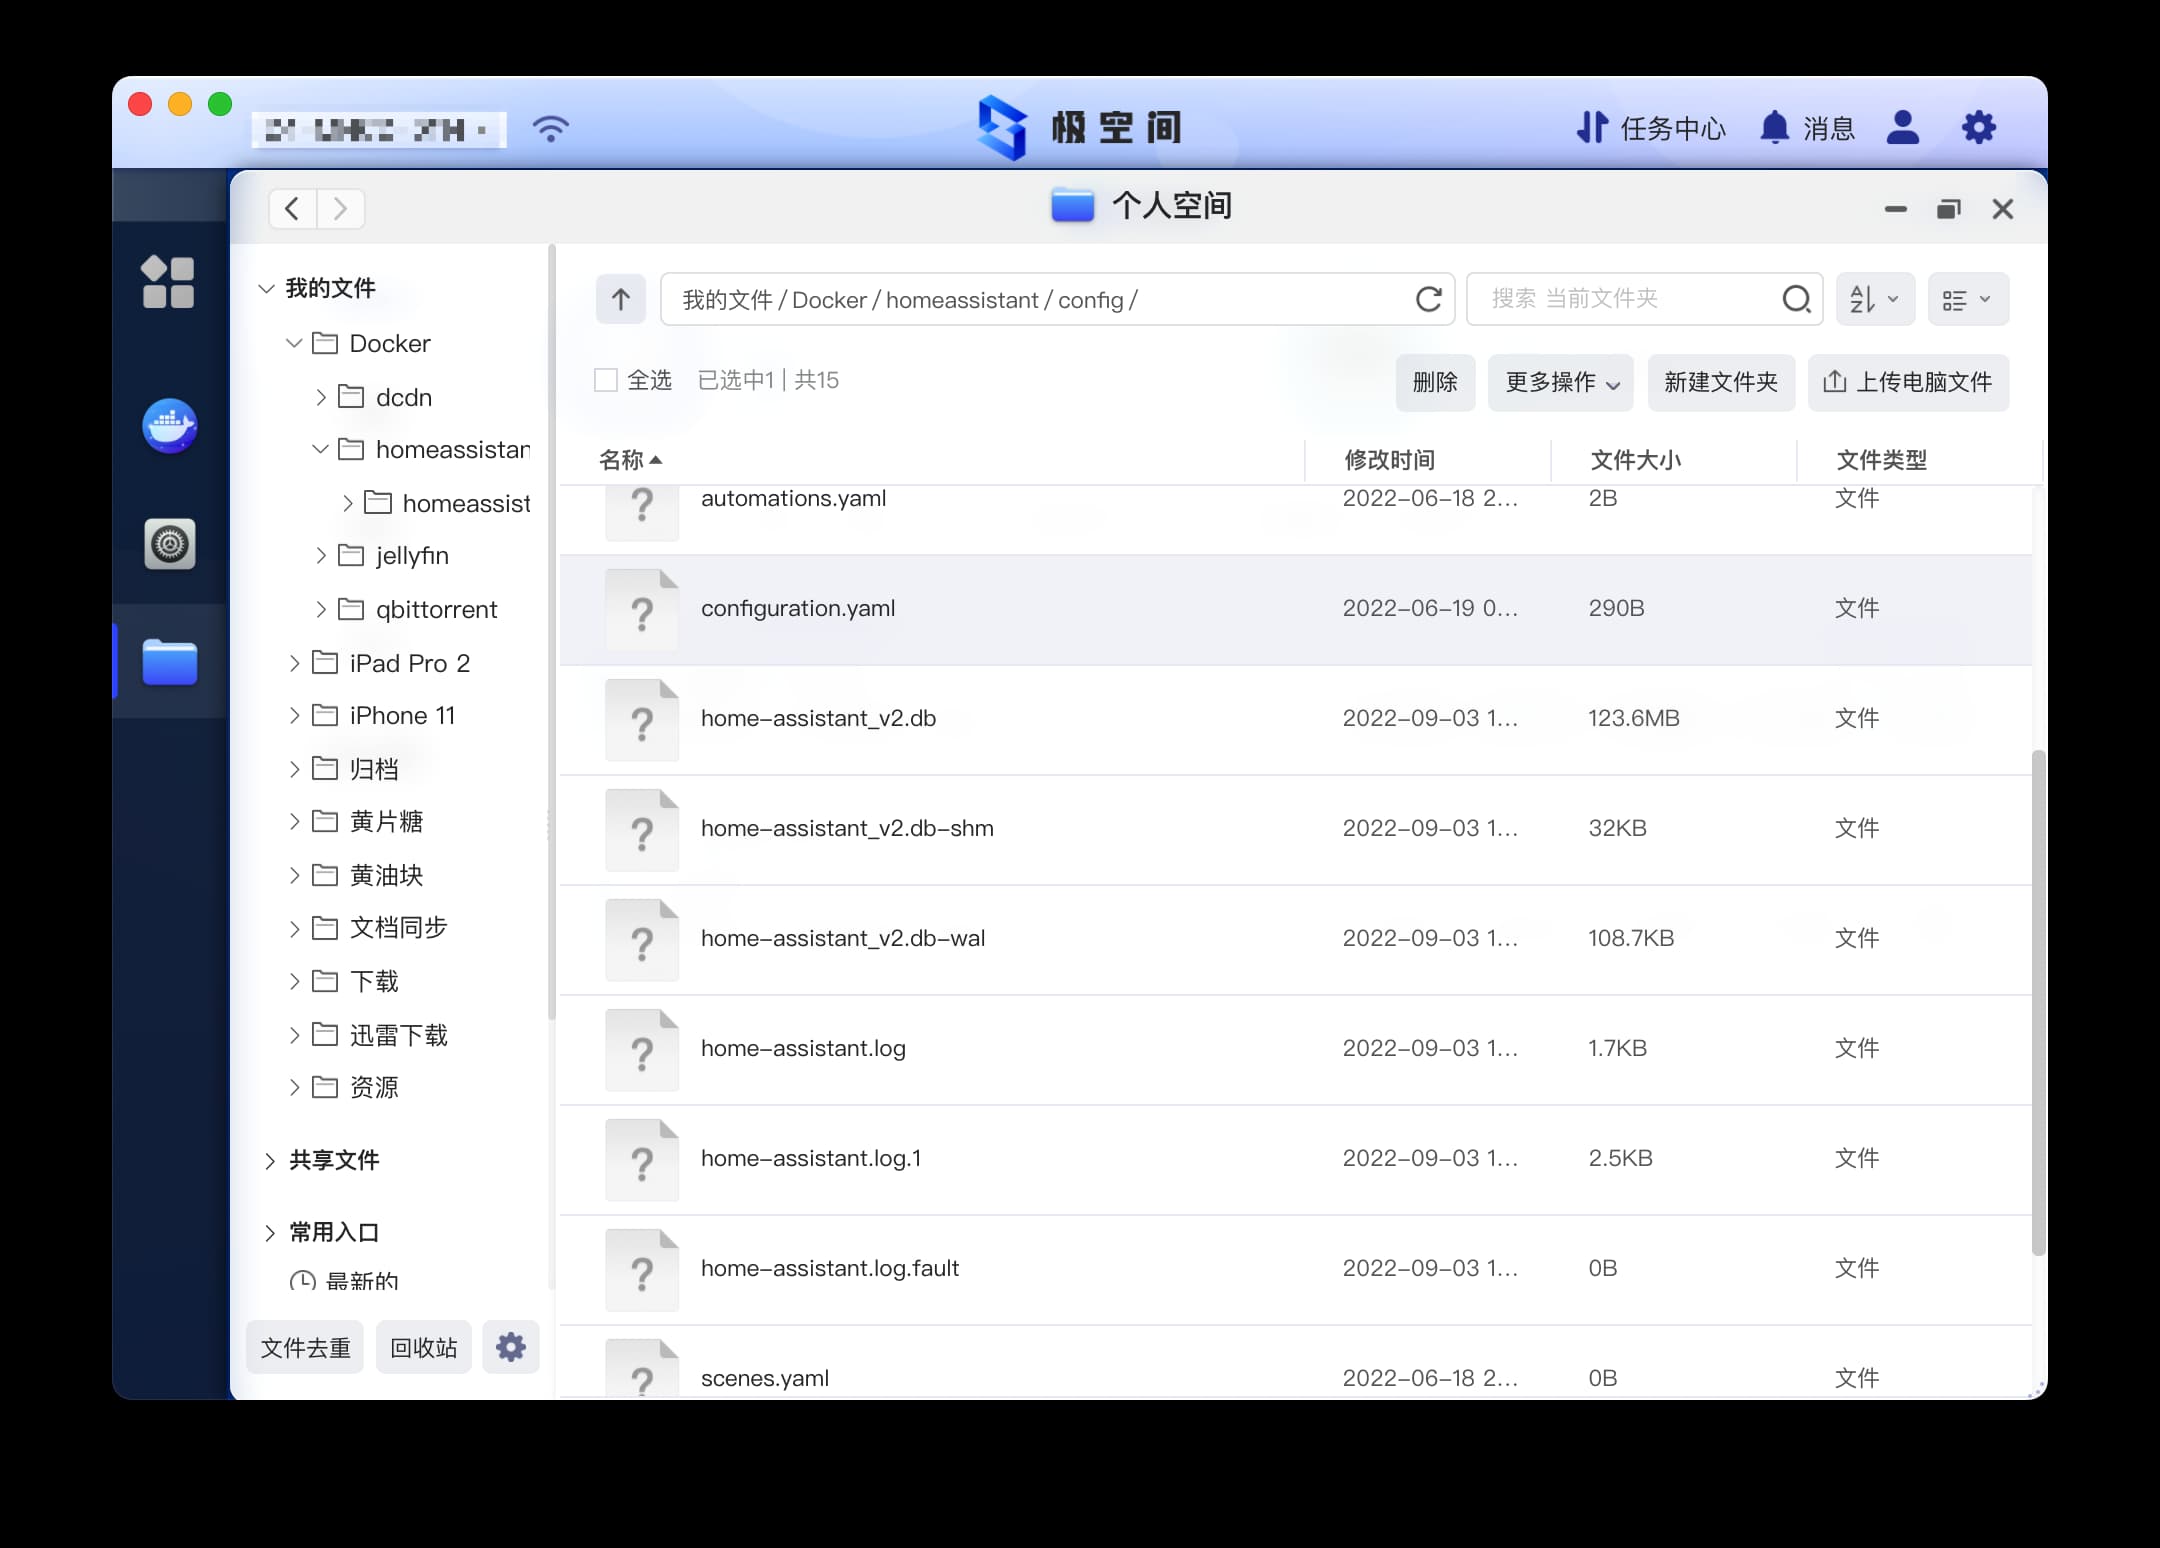 极空间
任务中心
消息
个人空间
我的文件
Docker
dcdn
homeassistan
homeassist
jellyfin
qbittorrent
iPad Pro 2
iPhone 11
归档
黄片糖
黄油块
文档同步
下载
迅雷下载
资源
共享文件
常用入口
最新的
文件去重 回收站
我的文件 / Docker / homeassistant / config /
搜索 当前文件夹
全选 已选中1 | 共15
删除 更多操作 新建文件夹 上传电脑文件
名称 修改时间 文件大小 文件类型
automations.yaml 2022-06-18 2... 2B 文件
configuration.yaml 2022-06-19 0... 290B 文件
home-assistant_v2.db 2022-09-03 1... 123.6MB 文件
home-assistant_v2.db-shm 2022-09-03 1... 32KB 文件
home-assistant_v2.db-wal 2022-09-03 1... 108.7KB 文件
home-assistant.log 2022-09-03 1... 1.7KB 文件
home-assistant.log.1 2022-09-03 1... 2.5KB 文件
home-assistant.log.fault 2022-09-03 1... 0B 文件
scenes.yaml 2022-06-18 2... 0B 文件